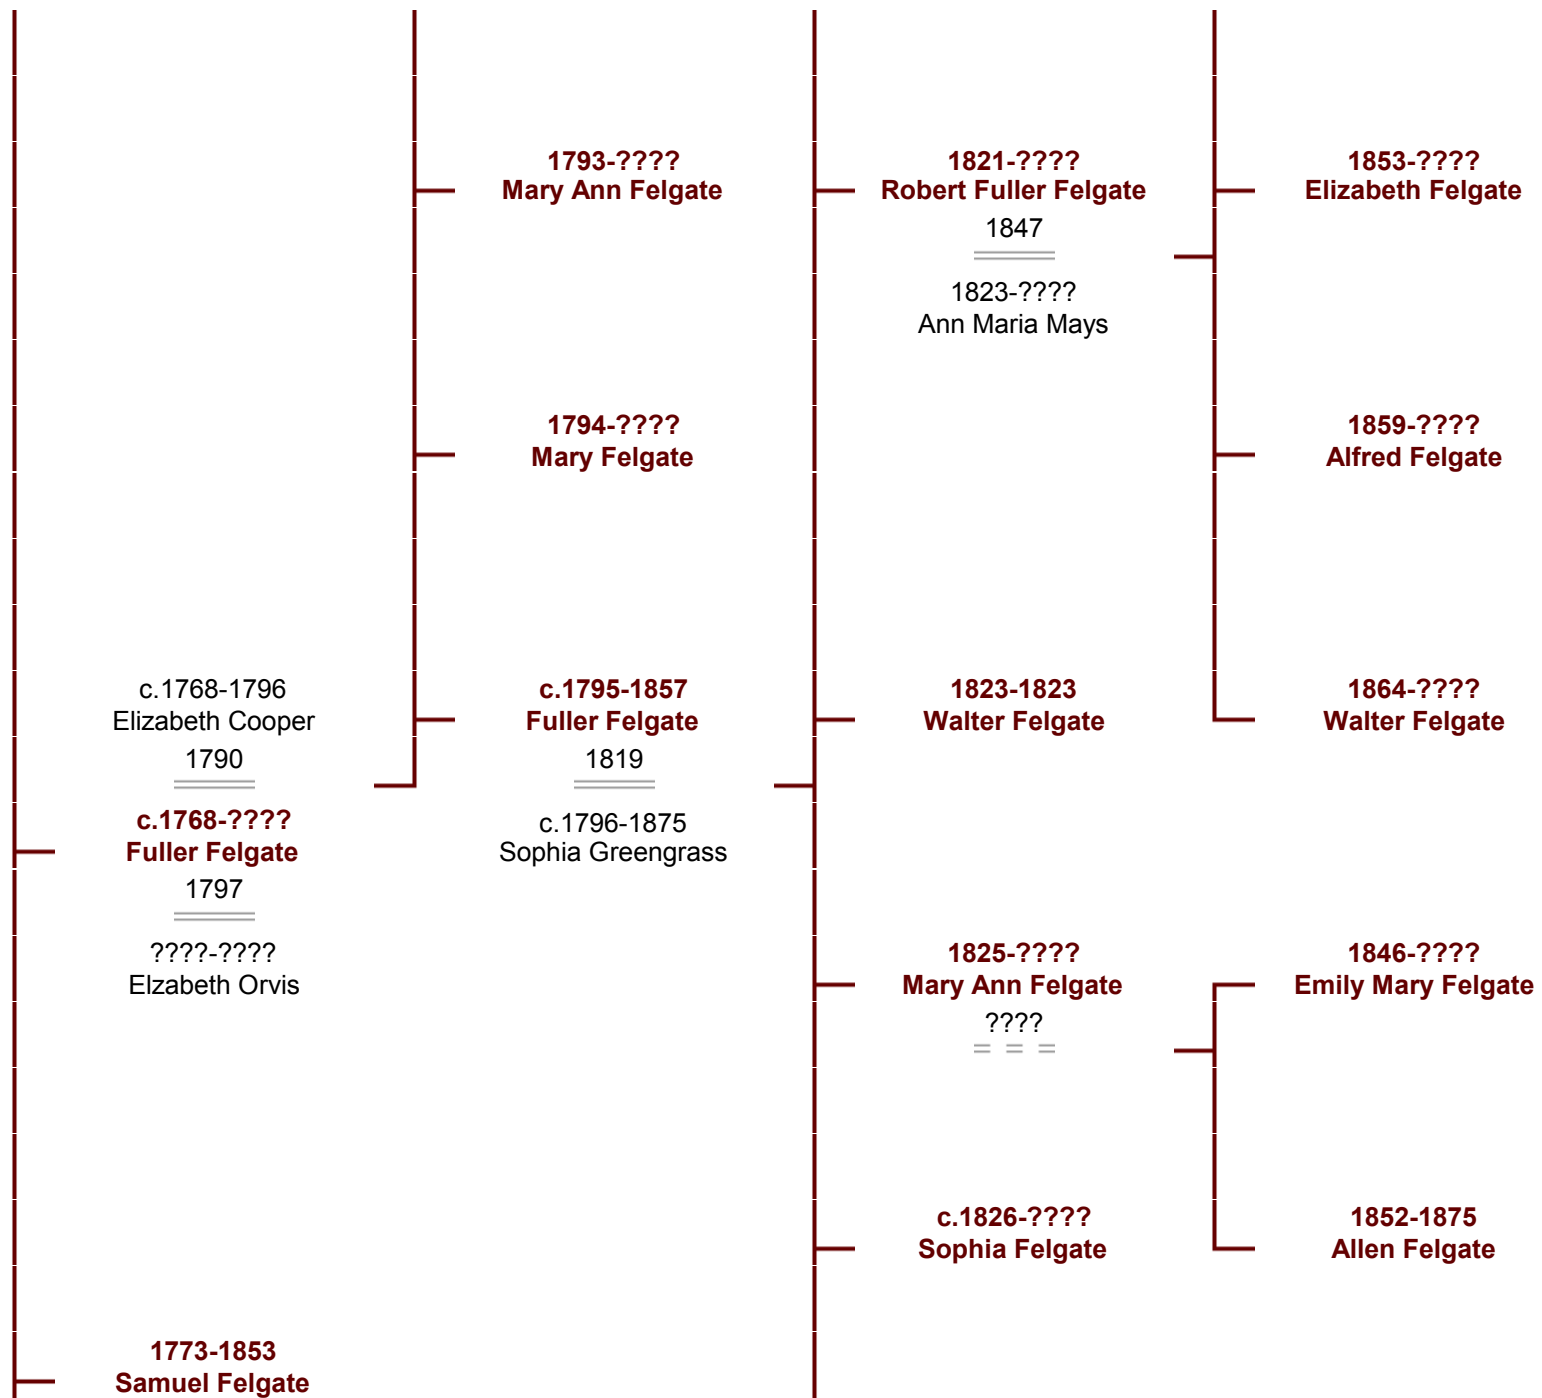 1793-????
Mary Ann Felgate
1821-????
Robert Fuller Felgate
1847
1823-????
Ann Maria Mays
1853-????
Elizabeth Felgate
1794-????
Mary Felgate
1859-????
Alfred Felgate
c.1768-1796
Elizabeth Cooper
1790
c.1768-????
Fuller Felgate
1797
????-????
Elzabeth Orvis
c.1795-1857
Fuller Felgate
1819
c.1796-1875
Sophia Greengrass
1823-1823
Walter Felgate
1864-????
Walter Felgate
1825-????
Mary Ann Felgate
????
1846-????
Emily Mary Felgate
c.1826-????
Sophia Felgate
1852-1875
Allen Felgate
1773-1853
Samuel Felgate